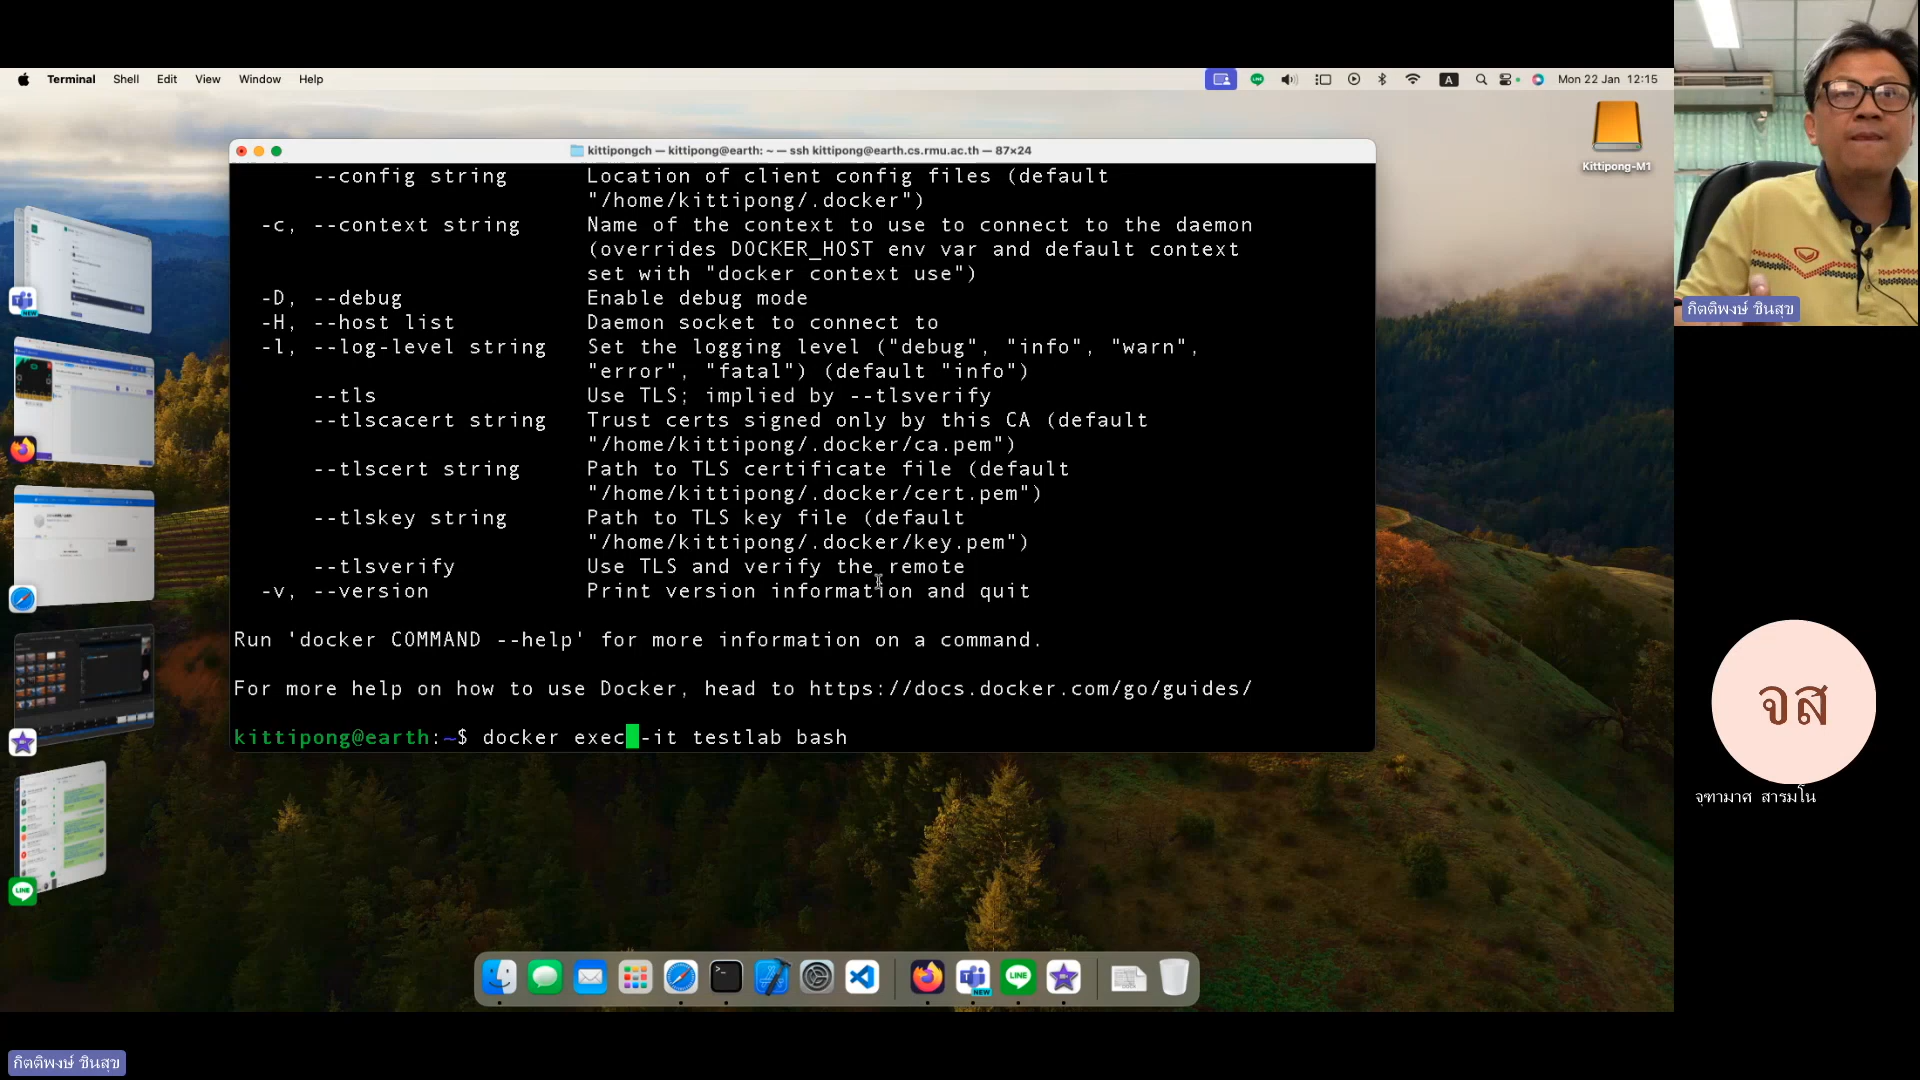 Terminal Shell Edit View Window Help
A Mon 22 Jan 12:15
kittipongch — kittipong@earth: ~ — ssh kittipong@earth.cs.rmu.ac.th — 87×24
--config string Location of client config files (default
"/home/kittipong/.docker")
-c, --context string Name of the context to use to connect to the daemon
(overrides DOCKER_HOST env var and default context
set with "docker context use")
-D, --debug Enable debug mode
-H, --host list Daemon socket to connect to
-l, --log-level string Set the logging level ("debug", "info", "warn",
"error", "fatal") (default "info")
--tls Use TLS; implied by --tlsverify
--tlscacert string Trust certs signed only by this CA (default
"/home/kittipong/.docker/ca.pem")
--tlscert string Path to TLS certificate file (default
"/home/kittipong/.docker/cert.pem")
--tlskey string Path to TLS key file (default
"/home/kittipong/.docker/key.pem")
--tlsverify Use TLS and verify the remote
-v, --version Print version information and quit
Run 'docker COMMAND --help' for more information on a command.
For more help on how to use Docker, head to https://docs.docker.com/go/guides/
kittipong@earth:~$ docker exec -it testlab bash
Kittipong-M1
NEW
LINE
NEW
LINE
กิตติพงษ์ ชินสุข
จส
จุฑามาศ สารมโน
กิตติพงษ์ ชินสุข